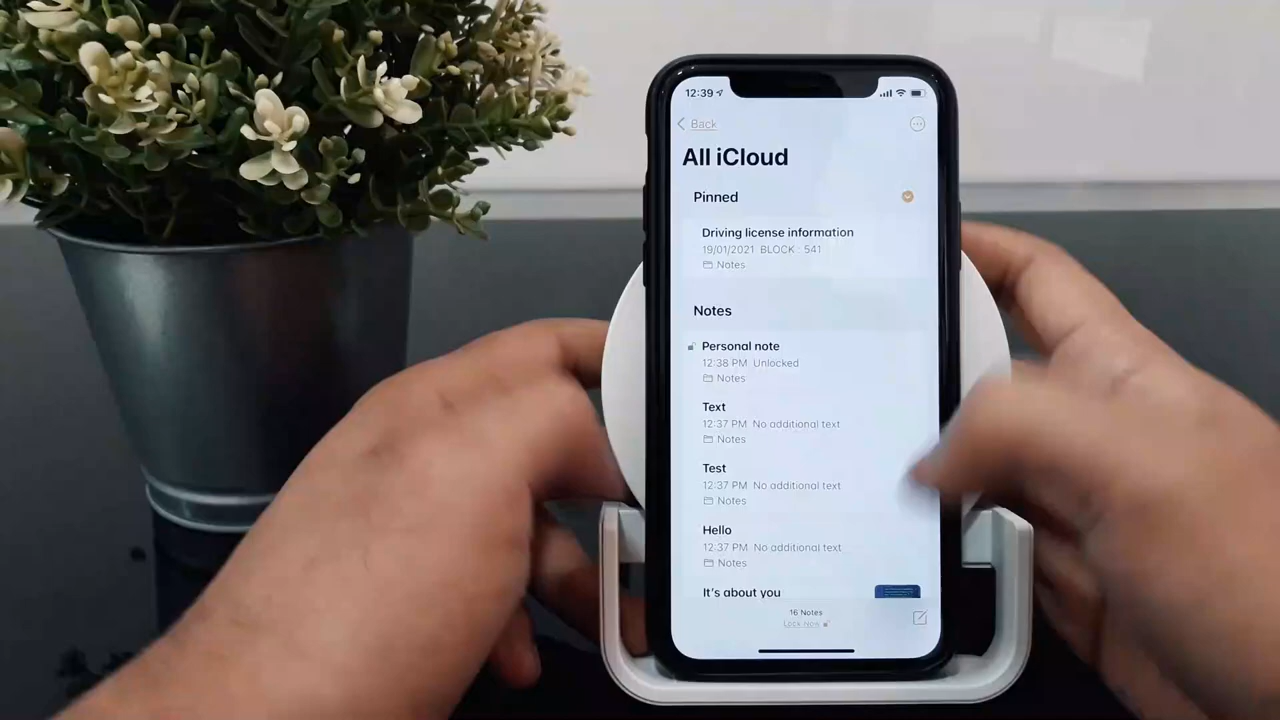 12:39
Back
All iCloud
Pinned
Driving license information
19/01/2021 BLOCK : 541
Notes
Notes
Personal note
12:38 PM Unlocked
Notes
Text
12:37 PM No additional text
Notes
Test
12:37 PM No additional text
Notes
Hello
12:37 PM No additional text
Notes
It's about you
16 Notes
Lock Now